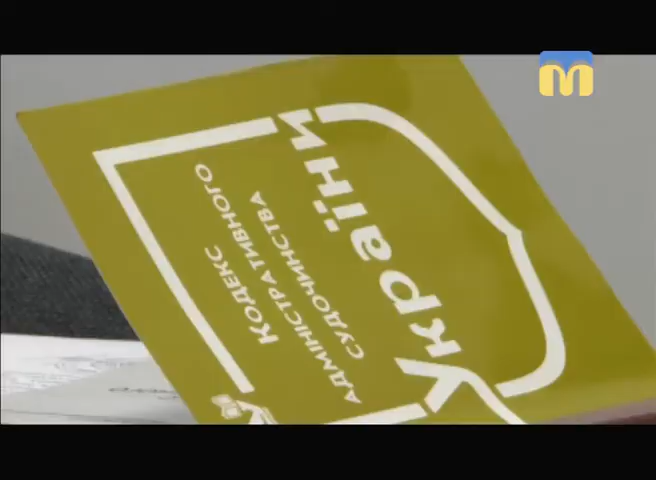 Кодекс
адміністративного
судочинства
України
m